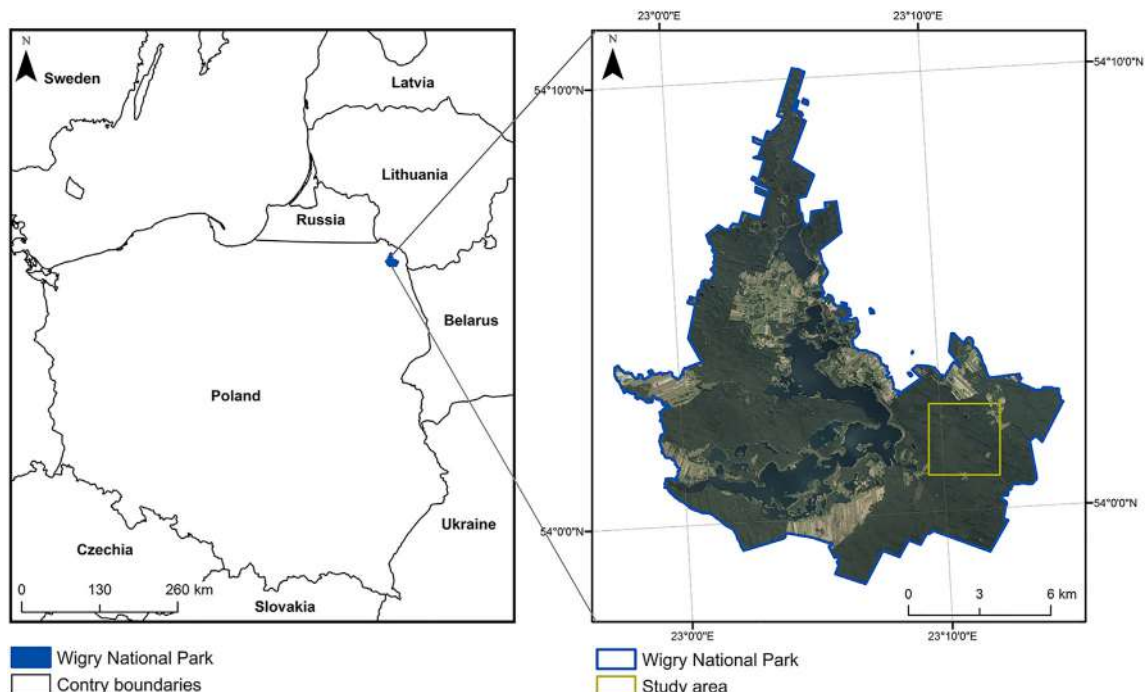 N
Sweden
Latvia
Lithuania
Russia
Belarus
Poland
Ukraine
Czechia
Slovakia
0 130 260 km
Wigry National Park
Contry boundaries
23°0'0"E 23°10'0"E
N
54°10'0"N
54°10'0"N
54°0'0"N
54°0'0"N
0 3 6 km
23°0'0"E 23°10'0"E
Wigry National Park
Study area